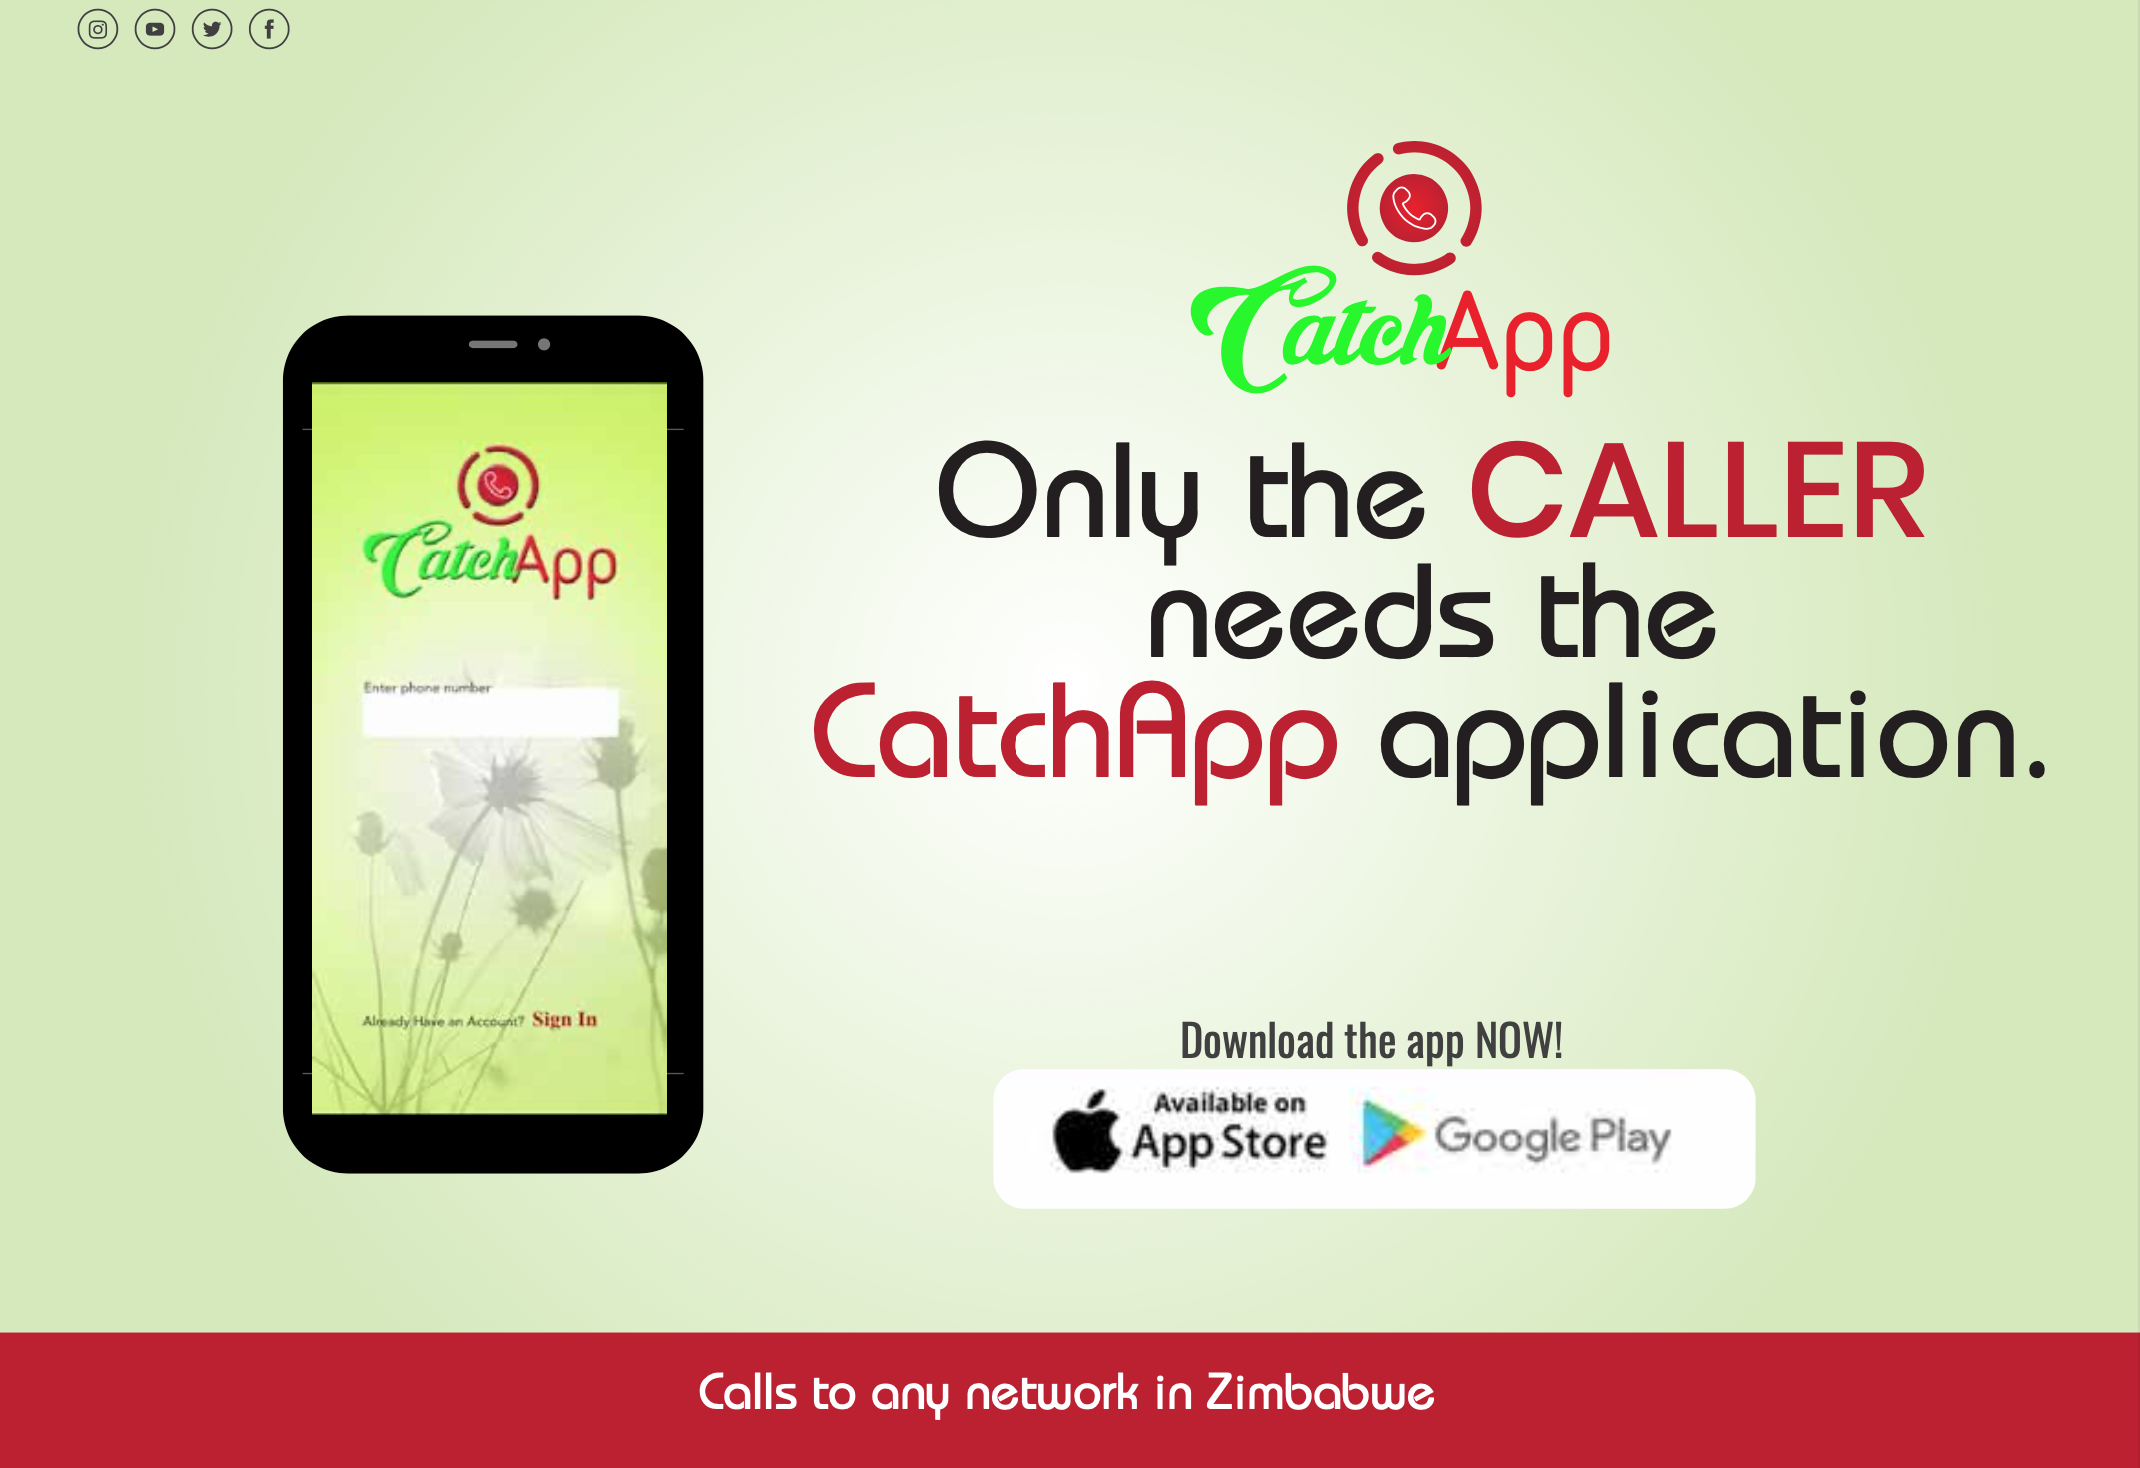 CatchApp
Only the CALLER
needs the
CatchApp application.
CatchApp
Enter phone number
Already Have an Account? Sign In
Download the app NOW!
Available on
App Store
Google Play
Calls to any network in Zimbabwe